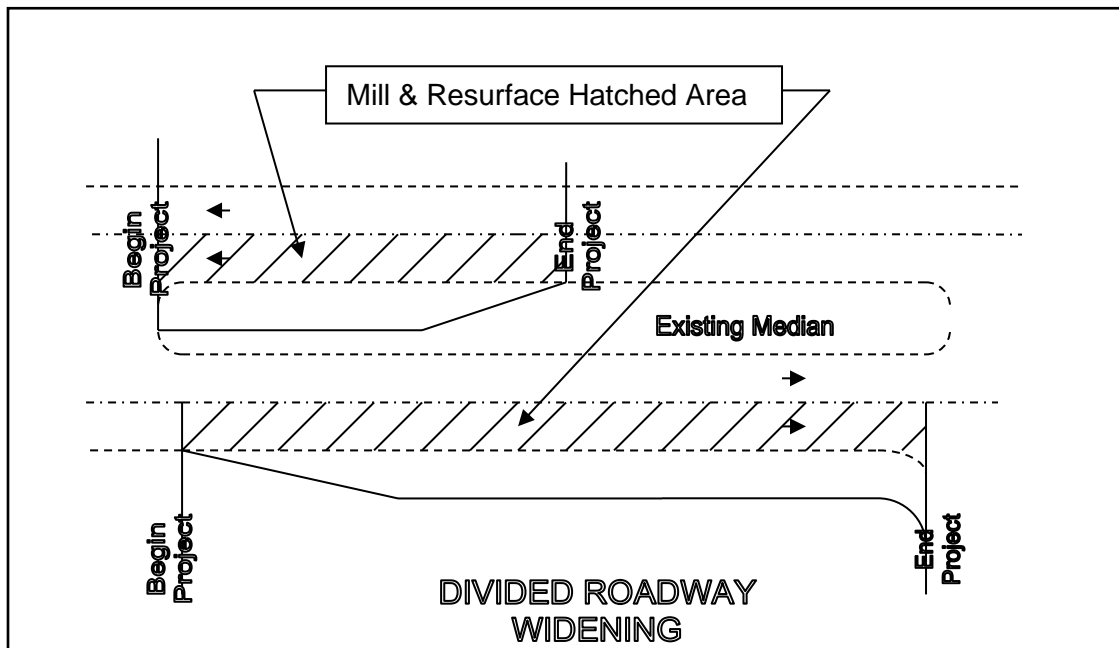 Mill & Resurface Hatched Area
Begin
Project
End
Project
Existing Median
Begin
Project
End
Project
DIVIDED ROADWAY
WIDENING